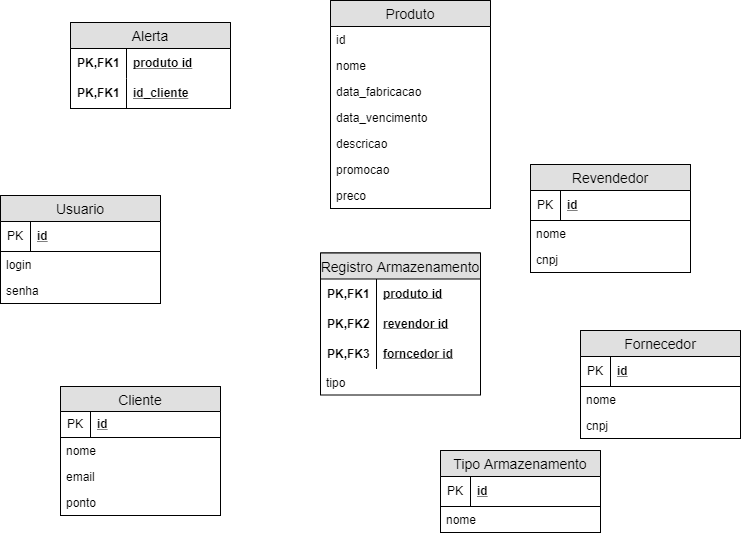 Alerta
PK,FK1 produto id
PK,FK1 id_cliente
Produto
id
nome
data_fabricacao
data_vencimento
descricao
promocao
preco
Revendedor
PK id
nome
cnpj
Usuario
PK id
login
senha
Registro Armazenamento
PK,FK1 produto id
PK,FK2 revendor id
PK,FK3 forncedor id
tipo
Fornecedor
PK id
nome
cnpj
Cliente
PK id
nome
email
ponto
Tipo Armazenamento
PK id
nome